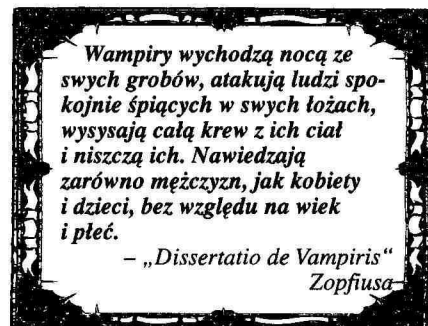 Wampiry wychodzą nocą ze
swych grobów, atakują ludzi spo-
kojnie śpiących w swych łożach,
wysysają całą krew z ich ciał
i niszczą ich. Nawiedzają
zarówno mężczyzn, jak kobiety
i dzieci, bez względu na wiek
i płeć.
– „Dissertatio de Vampiris“
Zopfiusa